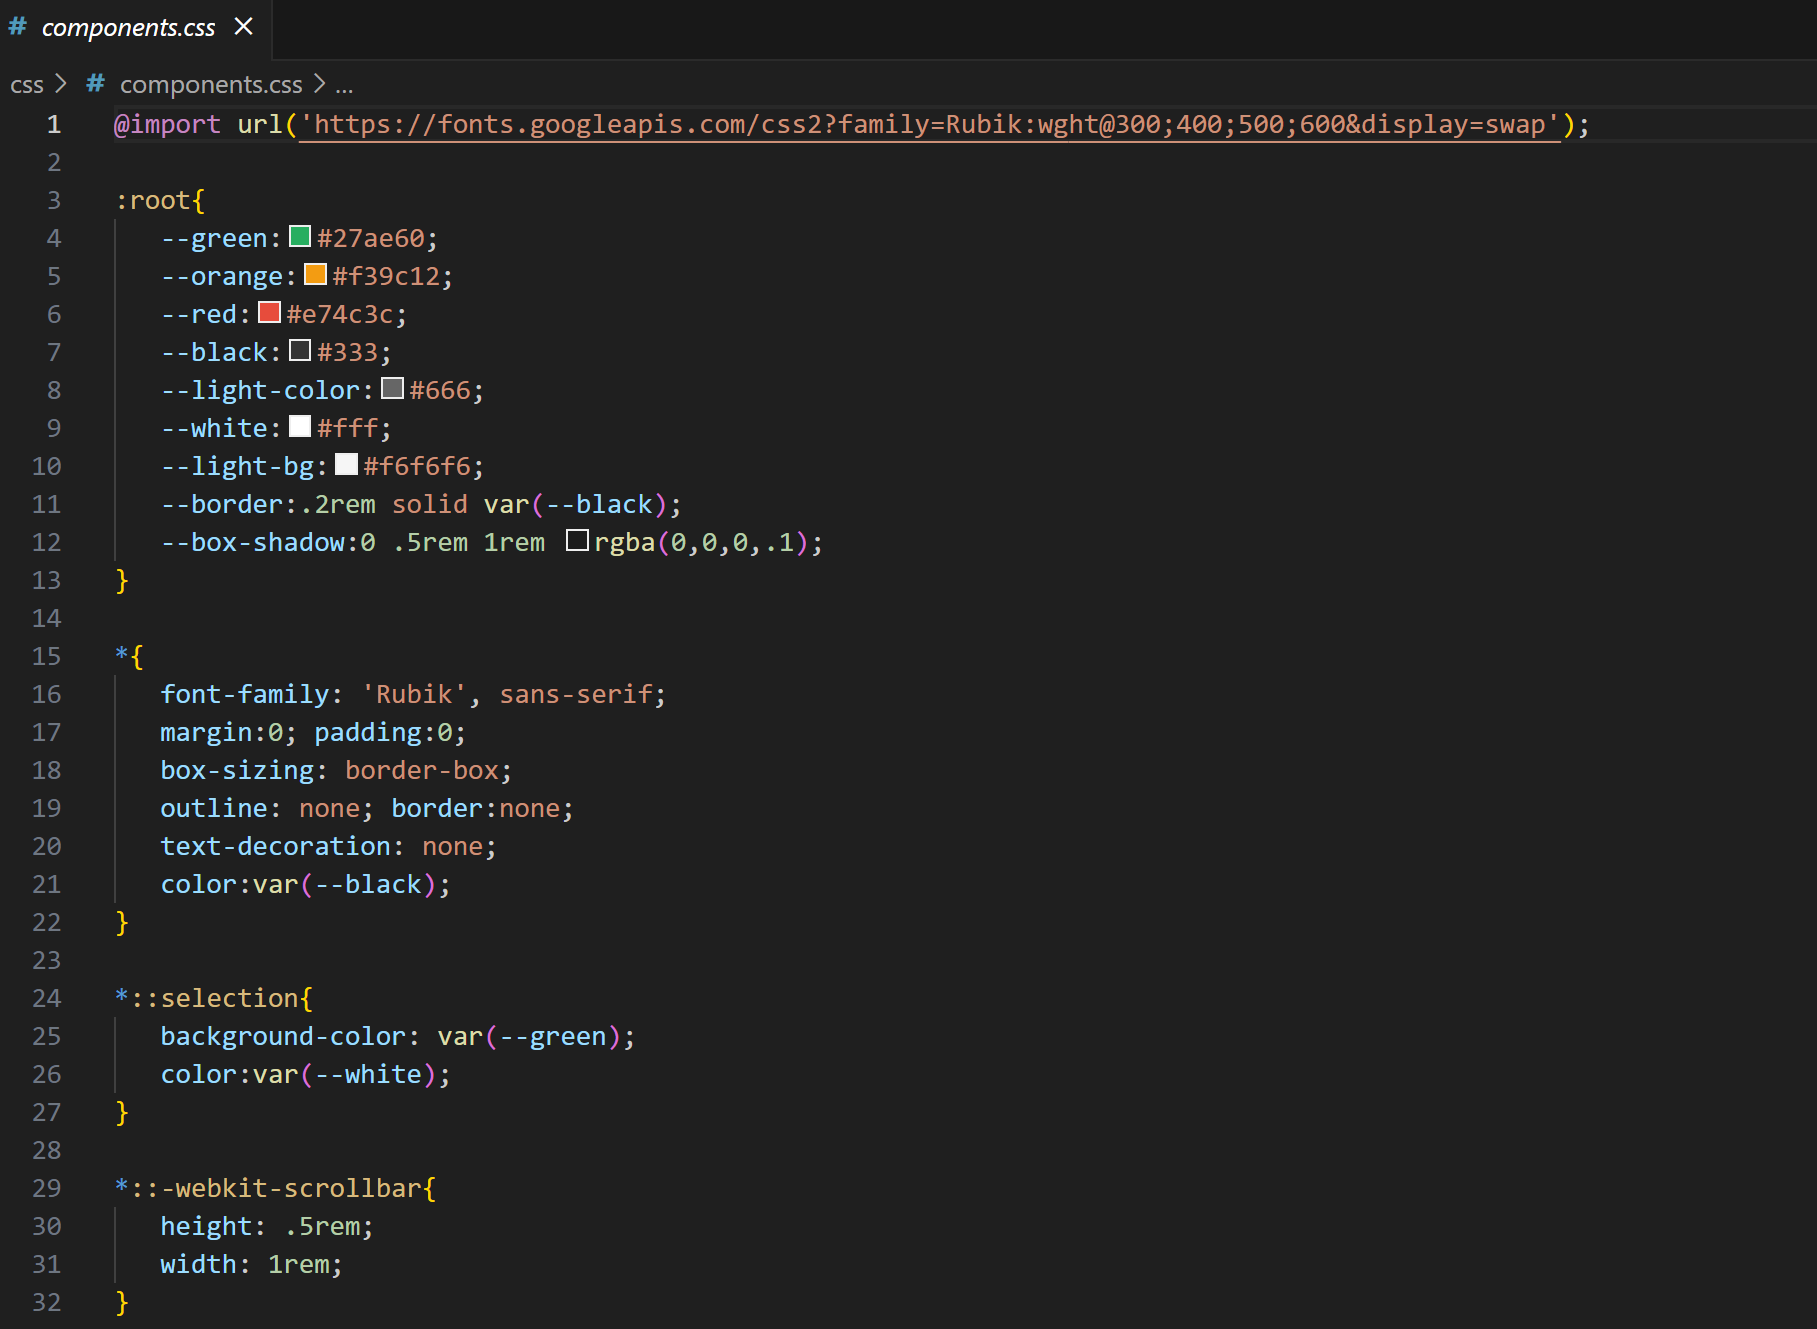 # components.css ×
css > # components.css > ...
1 @import url('https://fonts.googleapis.com/css2?family=Rubik:wght@300;400;500;600&display=swap');
2
3 :root{
4    --green:#27ae60;
5    --orange:#f39c12;
6    --red:#e74c3c;
7    --black:#333;
8    --light-color:#666;
9    --white:#fff;
10    --light-bg:#f6f6f6;
11    --border:.2rem solid var(--black);
12    --box-shadow:0 .5rem 1rem rgba(0,0,0,.1);
13 }
14
15 *{
16    font-family: 'Rubik', sans-serif;
17    margin:0; padding:0;
18    box-sizing: border-box;
19    outline: none; border:none;
20    text-decoration: none;
21    color:var(--black);
22 }
23
24 *::selection{
25    background-color: var(--green);
26    color:var(--white);
27 }
28
29 *::-webkit-scrollbar{
30    height: .5rem;
31    width: 1rem;
32 }